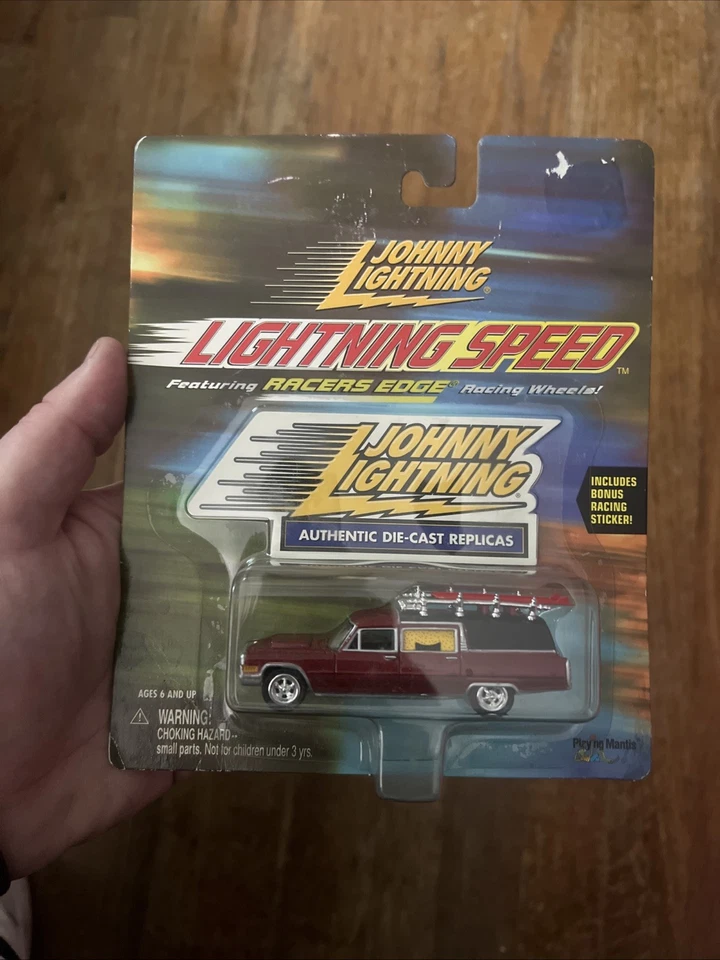 JOHNNY
LIGHTNING®
LIGHTNING SPEED™
Featuring RACERS EDGE® Racing Wheels!
JOHNNY
LIGHTNING
AUTHENTIC DIE-CAST REPLICAS
INCLUDES
BONUS
RACING
STICKER!
AGES 6 AND UP
WARNING:
CHOKING HAZARD--
small parts. Not for children under 3 yrs.
Playing Mantis